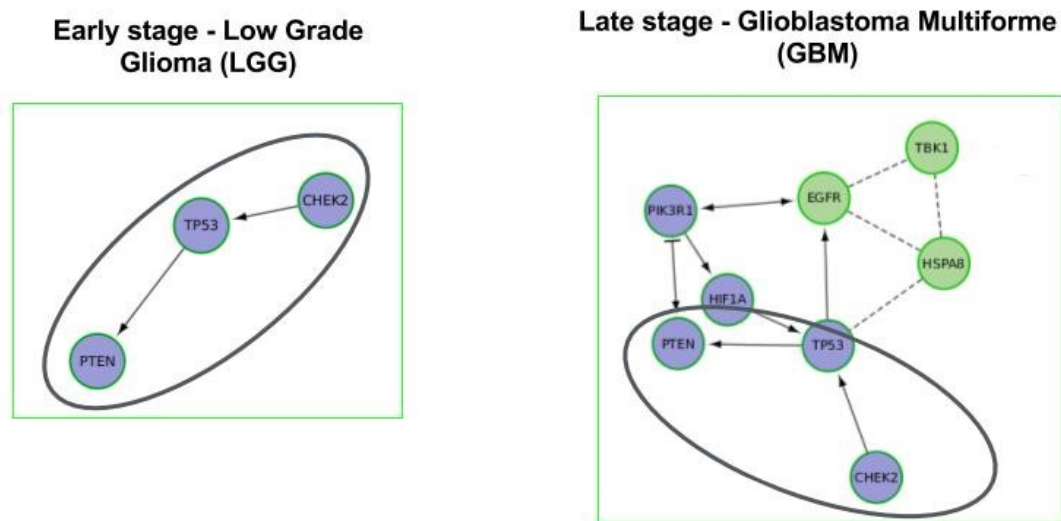 Early stage - Low Grade
Glioma (LGG)
CHEK2
TP53
PTEN
Late stage - Glioblastoma Multiforme
(GBM)
TBK1
EGFR
PIK3R1
HSPA8
HIF1A
PTEN
TP53
CHEK2